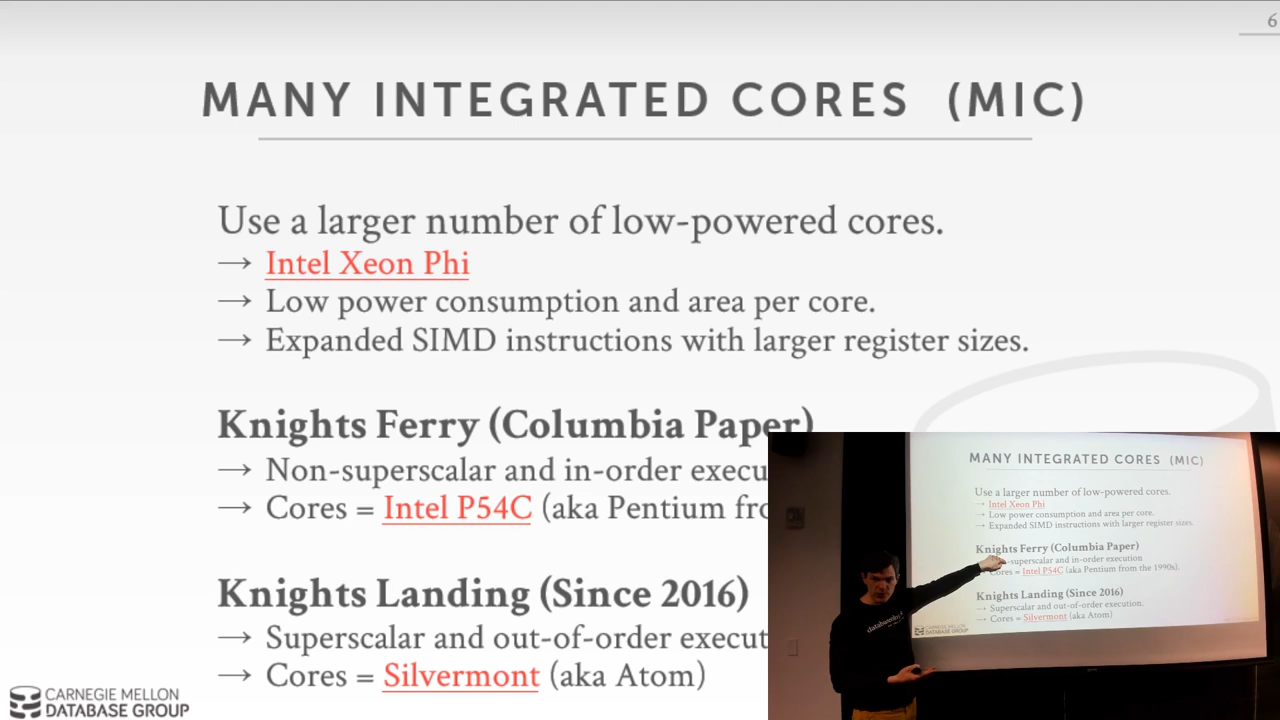 6
MANY INTEGRATED CORES (MIC)
Use a larger number of low-powered cores.
→ Intel Xeon Phi
→ Low power consumption and area per core.
→ Expanded SIMD instructions with larger register sizes.
Knights Ferry (Columbia Paper)
→ Non-superscalar and in-order execu
→ Cores = Intel P54C (aka Pentium fro
Knights Landing (Since 2016)
→ Superscalar and out-of-order execut
→ Cores = Silvermont (aka Atom)
CARNEGIE MELLON
DATABASE GROUP
MANY INTEGRATED CORES (MIC)
Use a larger number of low-powered cores.
→ Intel Xeon Phi
→ Low power consumption and area per core.
→ Expanded SIMD instructions with larger register sizes.
Knights Ferry (Columbia Paper)
-superscalar and in-order execution
Cores = Intel P54C (aka Pentium from the 1990s).
Knights Landing (Since 2016)
→ Superscalar and out-of-order execution.
→ Cores = Silvermont (aka Atom)
CARNEGIE MELLON
DATABASE GROUP